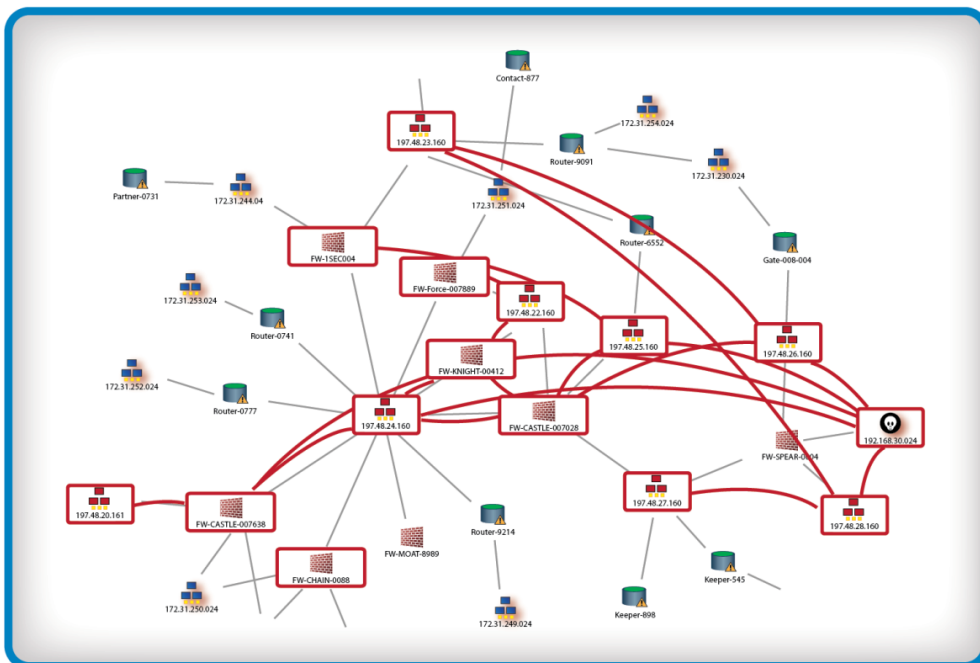 Contact-877
172.31.254.024
197.48.23.160
Router-9091
172.31.230.024
Partner-0731
172.31.244.04
172.31.251.024
Router-6552
FW-1SEC004
Gate-008-004
FW-Force-007889
172.31.253.024
197.48.22.160
Router-0741
197.48.25.160
197.48.26.160
FW-KNIGHT-00412
172.31.252.024
Router-0777
197.48.24.160
FW-CASTLE-007028
192.168.30.024
FW-SPEAR-0004
197.48.27.160
197.48.20.161
FW-CASTLE-007638
197.48.28.160
Router-9214
FW-MOAT-8989
FW-CHAIN-0088
Keeper-545
172.31.250.024
Keeper-898
172.31.249.024